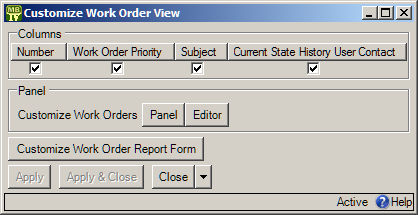 MB IV Customize Work Order View
Columns
Number Work Order Priority Subject Current State History User Contact
Panel
Customize Work Orders Panel Editor
Customize Work Order Report Form
Apply Apply & Close Close
Active Help